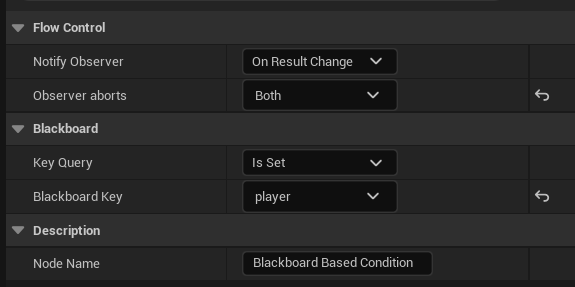 Flow Control
Notify Observer On Result Change
Observer aborts Both
Blackboard
Key Query Is Set
Blackboard Key player
Description
Node Name Blackboard Based Condition